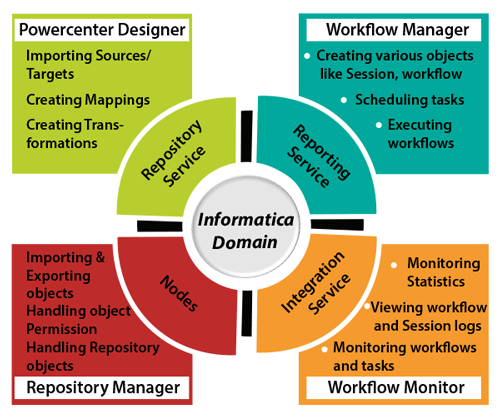 Powercenter Designer
Importing Sources/
Targets
Creating Mappings
Creating Trans-
formations
Workflow Manager
• Creating various objects
like Session, workflow
• Scheduling tasks
• Executing
workflows
Repository
Service
Reporting
Service
Informatica
Domain
Nodes
Integration
Service
Importing &
Exporting
objects
Handling object
Permission
Handling Repository
objects
Repository Manager
• Monitoring
Statistics
• Viewing workflow
and Session logs
• Monitoring workflows
and tasks
Workflow Monitor